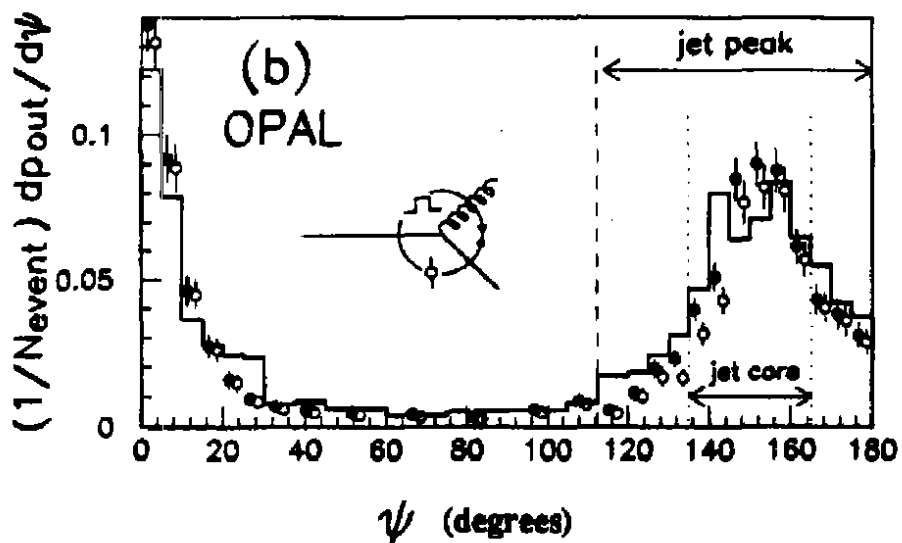 (1/Nevent) dpout/dψ
0.1
0.05
0
(b)
OPAL
jet peak
jet core
0 20 40 60 80 100 120 140 160 180
ψ (degrees)